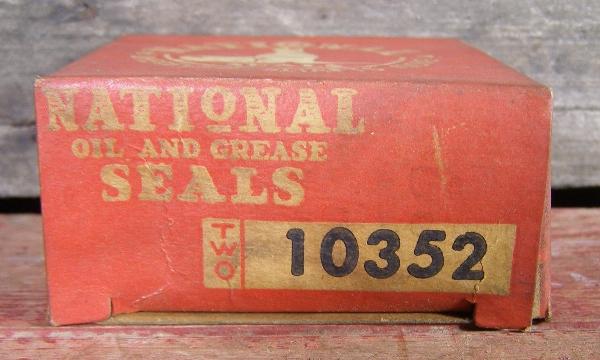 NATIONAL
OIL AND GREASE
SEALS
TWO
10352